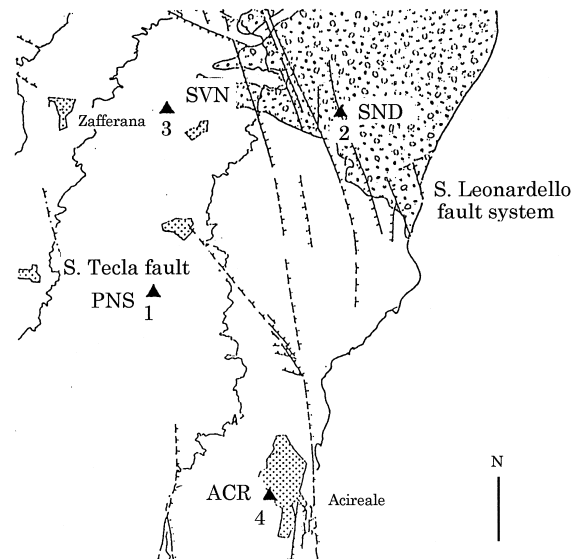 SVN
SND
2
Zafferana
3
S. Leonardello
fault system
S. Tecla fault
PNS
1
A
N
ACR
4
Acireale